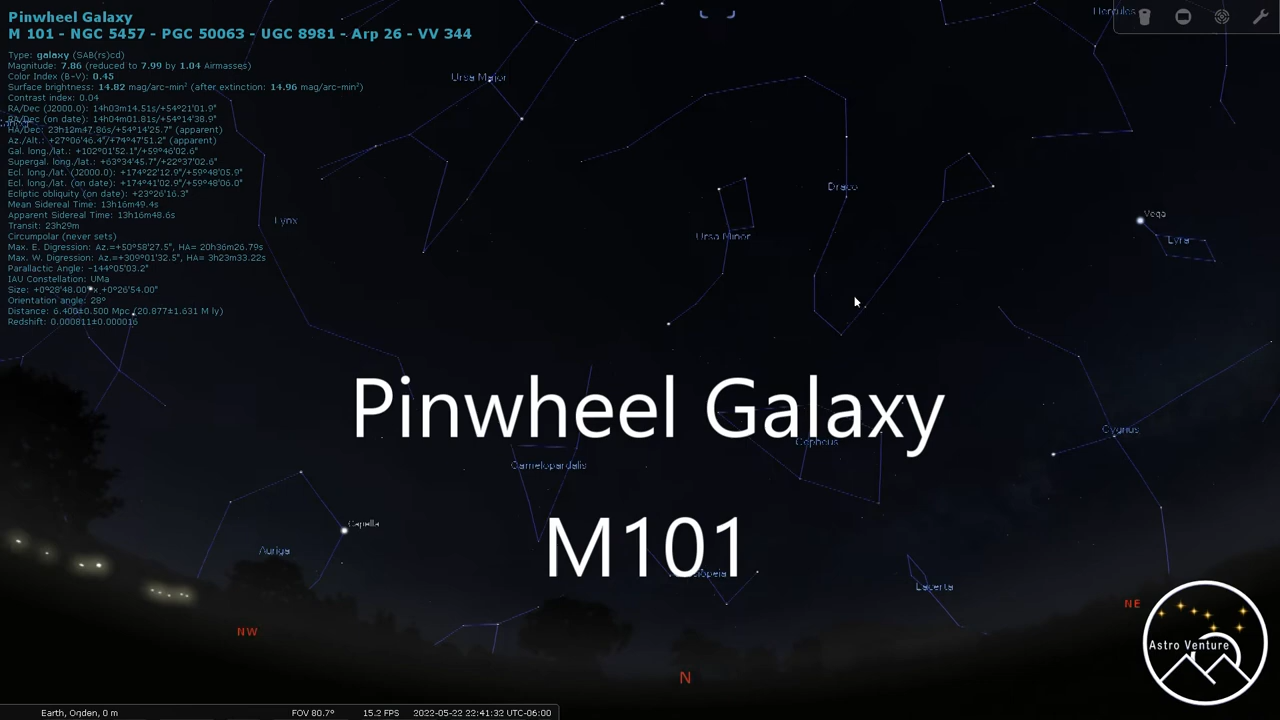 Pinwheel Galaxy
M 101 - NGC 5457 - PGC 50063 - UGC 8981 - Arp 26 - VV 344
Type: galaxy (SAB(rs)cd)
Magnitude: 7.86 (reduced to 7.99 by 1.04 Airmasses)
Color Index (B-V): 0.45
Surface brightness: 14.82 mag/arc-min² (after extinction: 14.96 mag/arc-min²)
Contrast index: 0.04
RA/Dec (J2000.0): 14h03m14.51s/+54°21'01.9"
RA/Dec (on date): 14h04m01.81s/+54°14'38.9"
HA/Dec: 23h12m47.86s/+54°14'25.7" (apparent)
Az./Alt.: +27°06'46.4"/+74°47'51.2" (apparent)
Gal. long./lat.: +102°01'52.1"/+59°46'02.6"
Supergal. long./lat.: +63°34'45.7"/+22°37'02.6"
Ecl. long./lat. (J2000.0): +174°22'12.9"/+59°48'05.9"
Ecl. long./lat. (on date): +174°41'02.9"/+59°48'06.0"
Ecliptic obliquity (on date): +23°26'16.3"
Mean Sidereal Time: 13h16m49.4s
Apparent Sidereal Time: 13h16m48.6s
Transit: 23h29m
Circumpolar (never sets)
Max. E. Digression: Az.=+50°58'27.5", HA= 20h36m26.79s
Max. W. Digression: Az.=+309°01'32.5", HA= 3h23m33.22s
Parallactic Angle: -144°05'03.2"
IAU Constellation: UMa
Size: +0°28'48.00" x +0°26'54.00"
Orientation angle: 28°
Distance: 6.400±0.500 Mpc (20.877±1.631 M ly)
Redshift: 0.000811±0.000016
Hercules
Ursa Major
Draco
Lynx
Ursa Minor
Vega
Lyra
Pinwheel Galaxy
Cepheus
Cygnus
Camelopardalis
Capella
Auriga
M101
Lacerta
NE
NW
N
Astro Venture
Earth, Ogden, 0 m
FOV 80.7°
15.2 FPS
2022-05-22 22:41:32 UTC-06:00